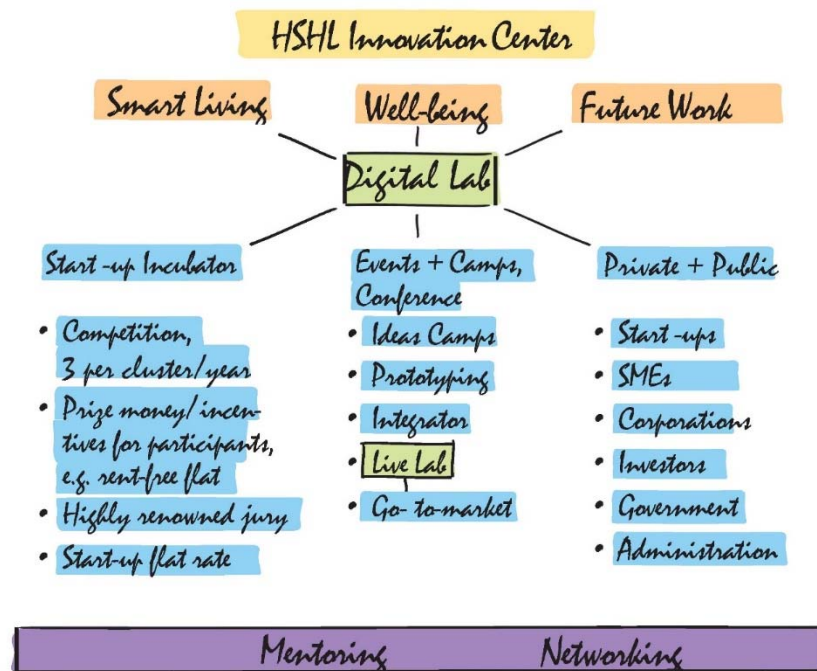 HSHL Innovation Center
Smart Living
Well-being
Future Work
Digital Lab
Start-up Incubator
• Competition,
3 per cluster/year
• Prize money/incen-
tives for participants,
e.g. rent-free flat
• Highly renowned jury
• Start-up flat rate
Events + Camps,
Conference
• Ideas Camps
• Prototyping
• Integrator
• Live Lab
• Go-to-market
Private + Public
• Start-ups
• SMEs
• Corporations
• Investors
• Government
• Administration
Mentoring
Networking